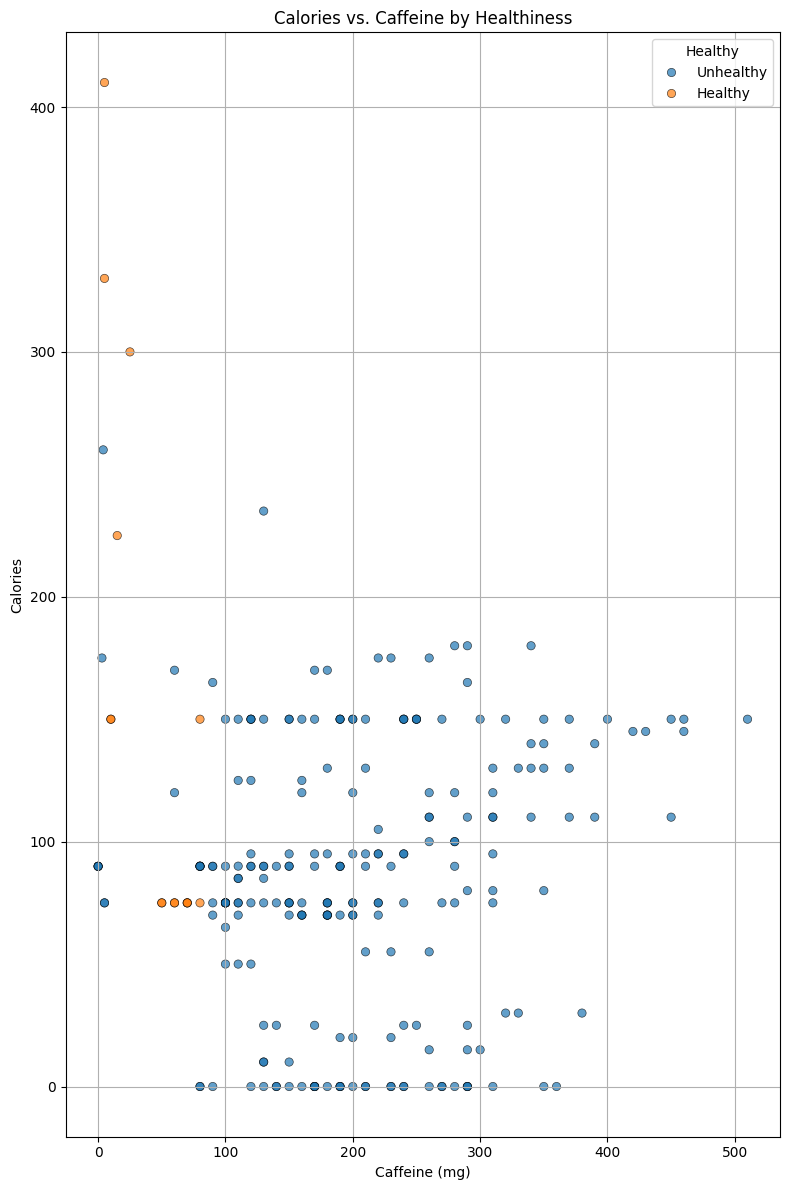 Calories vs. Caffeine by Healthiness
Healthy
Unhealthy
Healthy
400
300
200
100
0
Calories
0 100 200 300 400 500
Caffeine (mg)